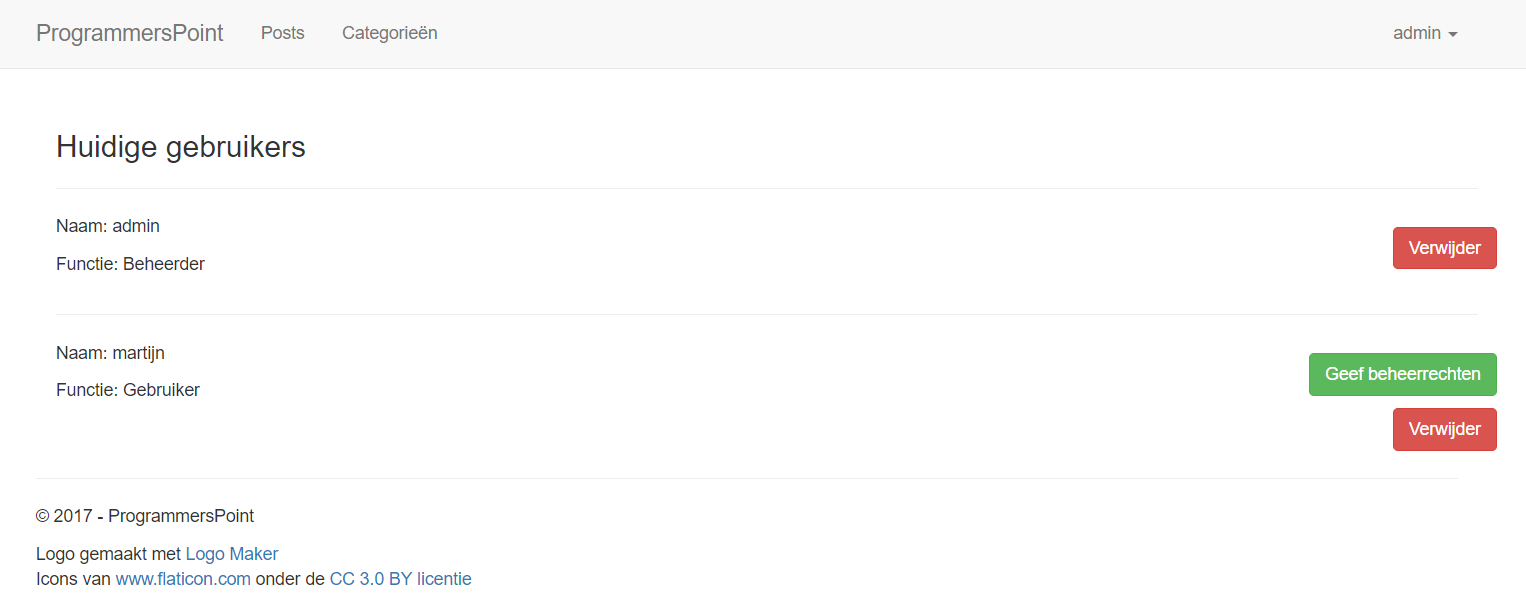 ProgrammersPoint Posts Categorieën admin
Huidige gebruikers
Naam: admin
Functie: Beheerder
Verwijder
Naam: martijn
Functie: Gebruiker
Geef beheerrechten
Verwijder
© 2017 - ProgrammersPoint
Logo gemaakt met Logo Maker
Icons van www.flaticon.com onder de CC 3.0 BY licentie